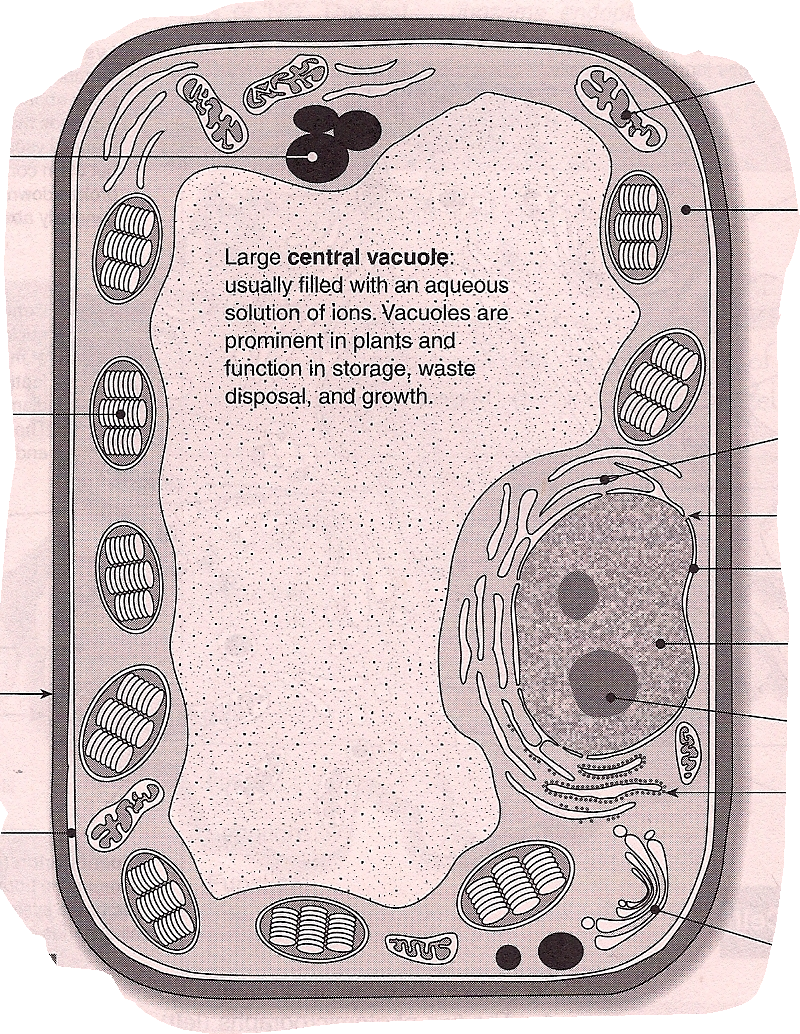 Large central vacuole:
usually filled with an aqueous
solution of ions. Vacuoles are
prominent in plants and
function in storage, waste
disposal, and growth.